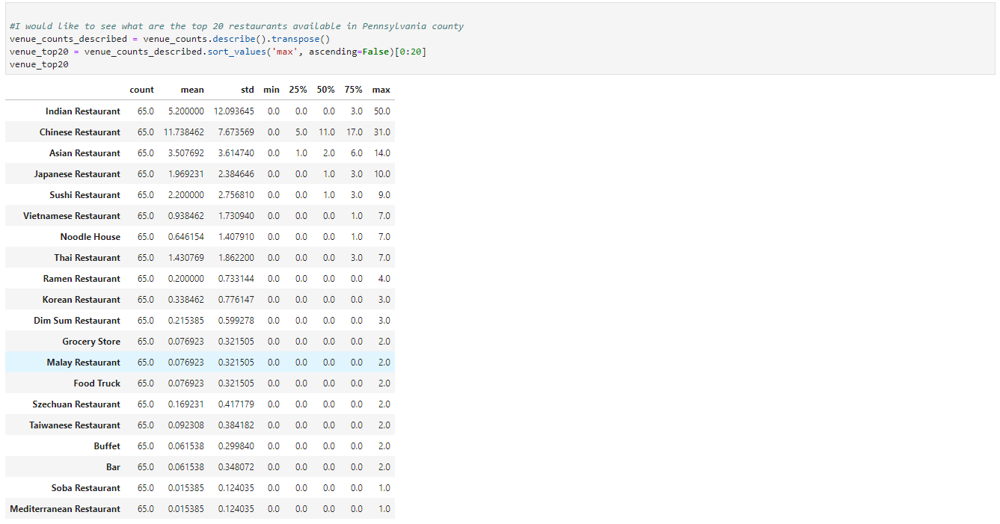 #I would like to see what are the top 20 restaurants available in Pennsylvania county
venue_counts_described = venue_counts.describe().transpose()
venue_top20 = venue_counts_described.sort_values('max', ascending=False)[0:20]
venue_top20
count mean std min 25% 50% 75% max
Indian Restaurant 65.0 5.200000 12.093645 0.0 0.0 0.0 3.0 50.0
Chinese Restaurant 65.0 11.738462 7.673569 0.0 5.0 11.0 17.0 31.0
Asian Restaurant 65.0 3.507692 3.614740 0.0 1.0 2.0 6.0 14.0
Japanese Restaurant 65.0 1.969231 2.384646 0.0 0.0 1.0 3.0 10.0
Sushi Restaurant 65.0 2.200000 2.756810 0.0 0.0 1.0 3.0 9.0
Vietnamese Restaurant 65.0 0.938462 1.730940 0.0 0.0 0.0 1.0 7.0
Noodle House 65.0 0.646154 1.407910 0.0 0.0 0.0 1.0 7.0
Thai Restaurant 65.0 1.430769 1.862200 0.0 0.0 0.0 3.0 7.0
Ramen Restaurant 65.0 0.200000 0.733144 0.0 0.0 0.0 0.0 4.0
Korean Restaurant 65.0 0.338462 0.776147 0.0 0.0 0.0 0.0 3.0
Dim Sum Restaurant 65.0 0.215385 0.599278 0.0 0.0 0.0 0.0 3.0
Grocery Store 65.0 0.076923 0.321505 0.0 0.0 0.0 0.0 2.0
Malay Restaurant 65.0 0.076923 0.321505 0.0 0.0 0.0 0.0 2.0
Food Truck 65.0 0.076923 0.321505 0.0 0.0 0.0 0.0 2.0
Szechuan Restaurant 65.0 0.169231 0.417179 0.0 0.0 0.0 0.0 2.0
Taiwanese Restaurant 65.0 0.092308 0.384182 0.0 0.0 0.0 0.0 2.0
Buffet 65.0 0.061538 0.299840 0.0 0.0 0.0 0.0 2.0
Bar 65.0 0.061538 0.348072 0.0 0.0 0.0 0.0 2.0
Soba Restaurant 65.0 0.015385 0.124035 0.0 0.0 0.0 0.0 1.0
Mediterranean Restaurant 65.0 0.015385 0.124035 0.0 0.0 0.0 0.0 1.0